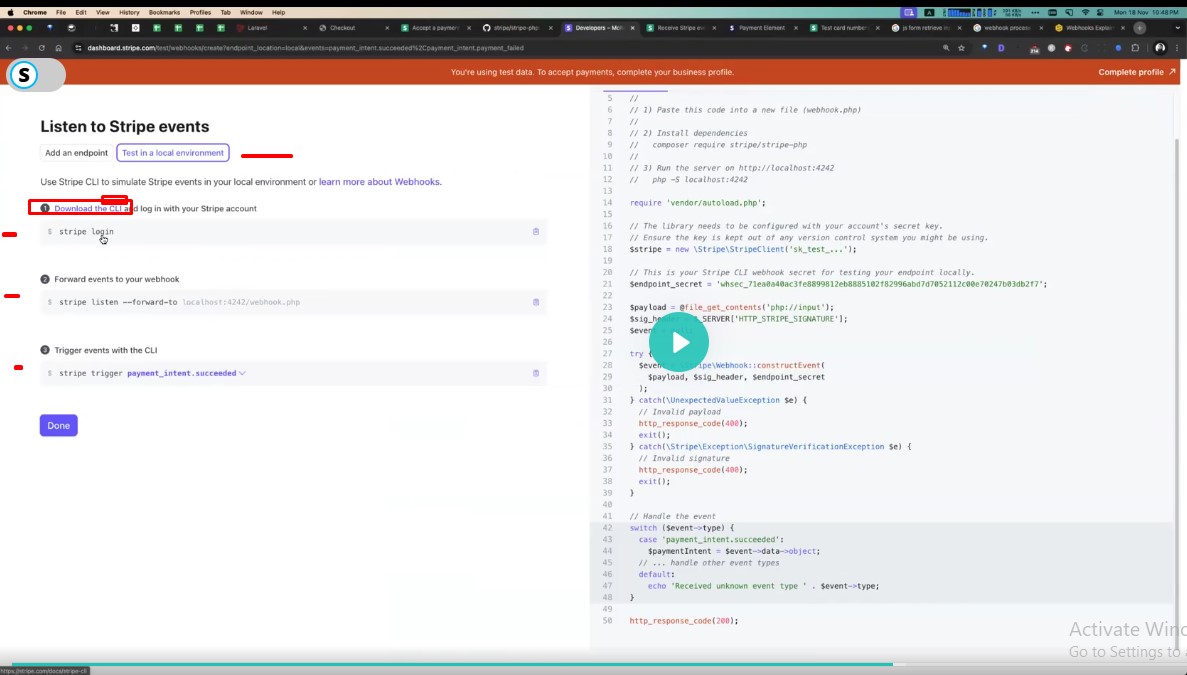 Chrome File Edit View History Bookmarks Profiles Tab Window Help
Mon 18 Nov 10:48 PM
Laravel
Checkout
Accept a paymen
stripe/stripe-php
Developers – Mo
Receive Stripe ev
Payment Element
Test card number
js form retrieve in
webhook process
Webhooks Expla
dashboard.stripe.com/test/webhooks/create?endpoint_location=local&events=payment_intent.succeeded%2Cpayment_intent.payment_failed
S
You're using test data. To accept payments, complete your business profile.
Complete profile
Listen to Stripe events
Add an endpoint
Test in a local environment
Use Stripe CLI to simulate Stripe events in your local environment or learn more about Webhooks.
1 Download the CLI and log in with your Stripe account
$ stripe login
2 Forward events to your webhook
$ stripe listen --forward-to localhost:4242/webhook.php
3 Trigger events with the CLI
$ stripe trigger payment_intent.succeeded
Done
5 //
6 // 1) Paste this code into a new file (webhook.php)
7 //
8 // 2) Install dependencies
9 // composer require stripe/stripe-php
10 //
11 // 3) Run the server on http://localhost:4242
12 // php -S localhost:4242
13
14 require 'vendor/autoload.php';
15
16 // The library needs to be configured with your account's secret key.
17 // Ensure the key is kept out of any version control system you might be using.
18 $stripe = new \Stripe\StripeClient('sk_test_...');
19
20 // This is your Stripe CLI webhook secret for testing your endpoint locally.
21 $endpoint_secret = 'whsec_71ea0a40ac3fe8899812eb8885102f82996abd7d7052112c00e70247b03db2f7';
22
23 $payload = @file_get_contents('php://input');
24 $sig_he _SERVER['HTTP_STRIPE_SIGNATURE'];
25 $event
26
27 try {
28 $even ripe\Webhook::constructEvent(
29 $payload, $sig_header, $endpoint_secret
30 );
31 } catch(\UnexpectedValueException $e) {
32 // Invalid payload
33 http_response_code(400);
34 exit();
35 } catch(\Stripe\Exception\SignatureVerificationException $e) {
36 // Invalid signature
37 http_response_code(400);
38 exit();
39 }
40
41 // Handle the event
42 switch ($event->type) {
43 case 'payment_intent.succeeded':
44 $paymentIntent = $event->data->object;
45 // ... handle other event types
46 default:
47 echo 'Received unknown event type ' . $event->type;
48 }
49
50 http_response_code(200);
Activate Wind
Go to Settings to a
https://stripe.com/docs/stripe-cli